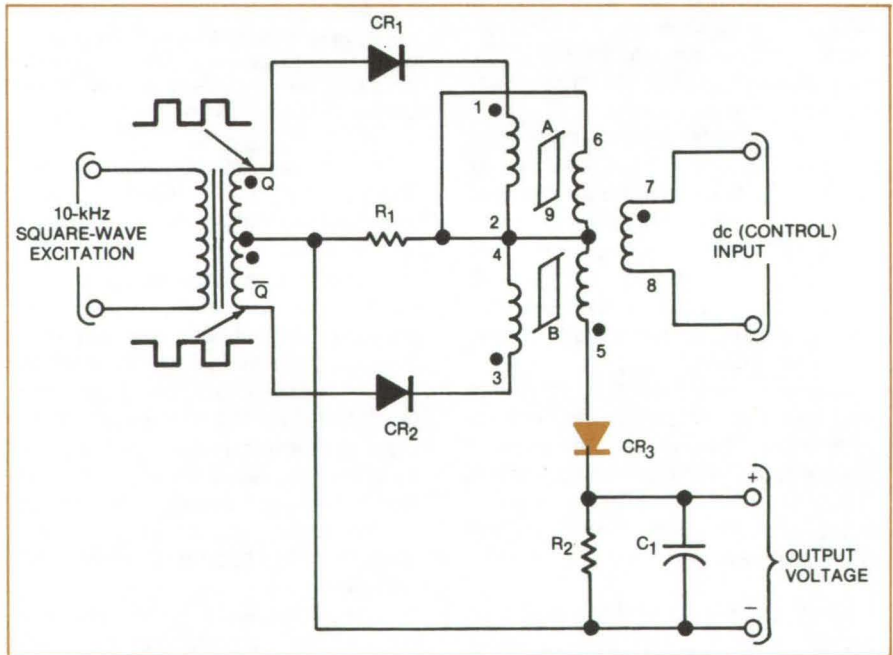 CR1
1
A
6
Q
9
7
10-kHz
SQUARE-WAVE
EXCITATION
R1
2
4
dc (CONTROL)
INPUT
Q̅
B
8
5
3
CR2
CR3
+
R2
C1
OUTPUT
VOLTAGE
−